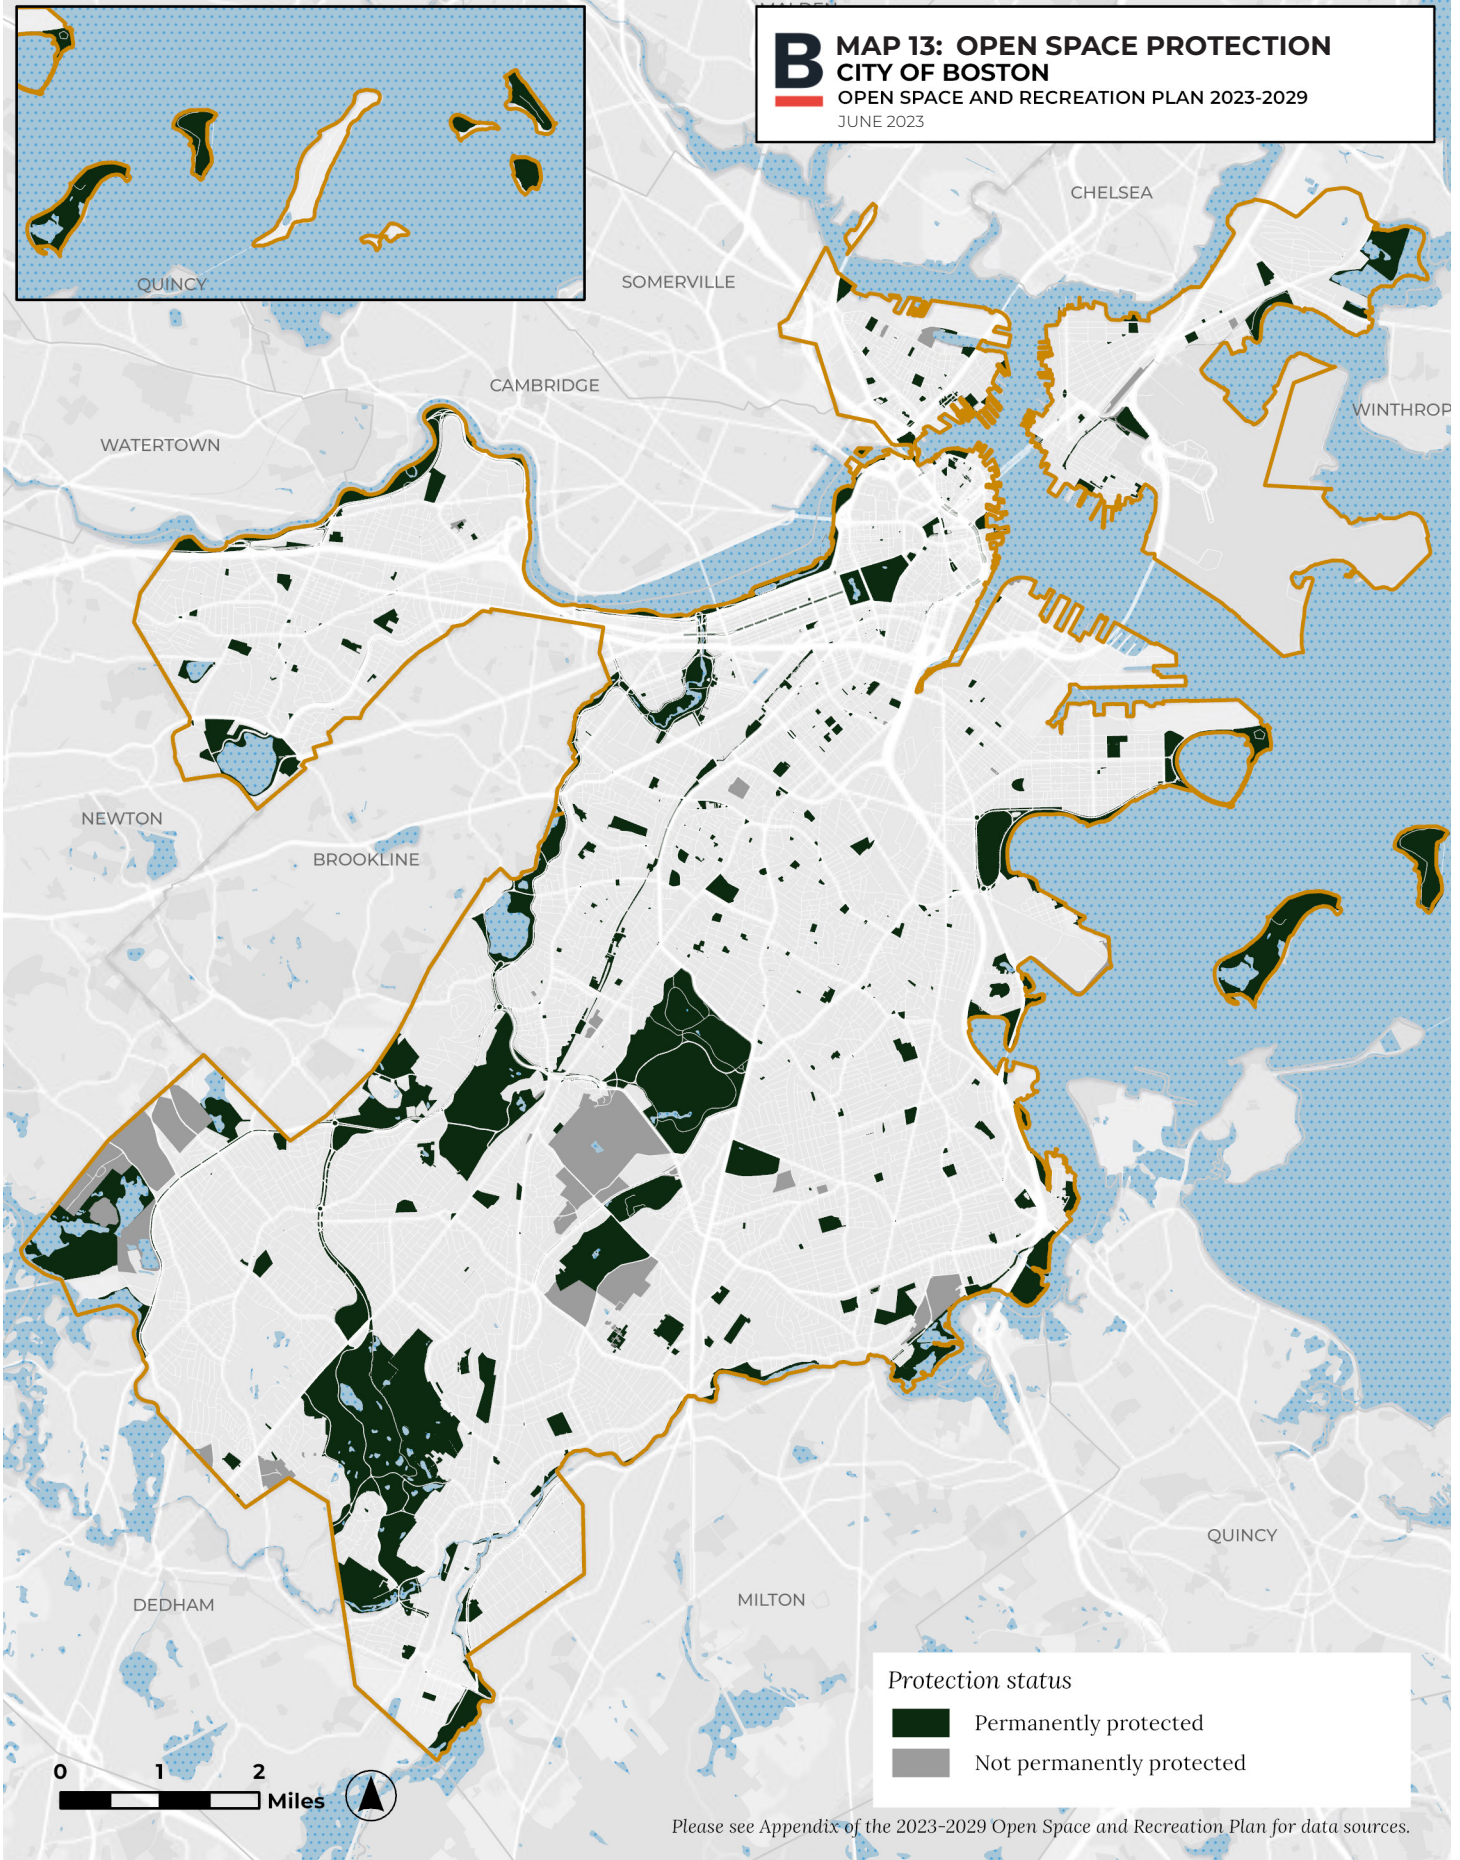 B
MAP 13: OPEN SPACE PROTECTION
CITY OF BOSTON
OPEN SPACE AND RECREATION PLAN 2023-2029
JUNE 2023
MALDEN
CHELSEA
SOMERVILLE
QUINCY
CAMBRIDGE
WINTHROP
WATERTOWN
NEWTON
BROOKLINE
QUINCY
DEDHAM
MILTON
Protection status
Permanently protected
Not permanently protected
0 1 2
Miles
Please see Appendix of the 2023-2029 Open Space and Recreation Plan for data sources.